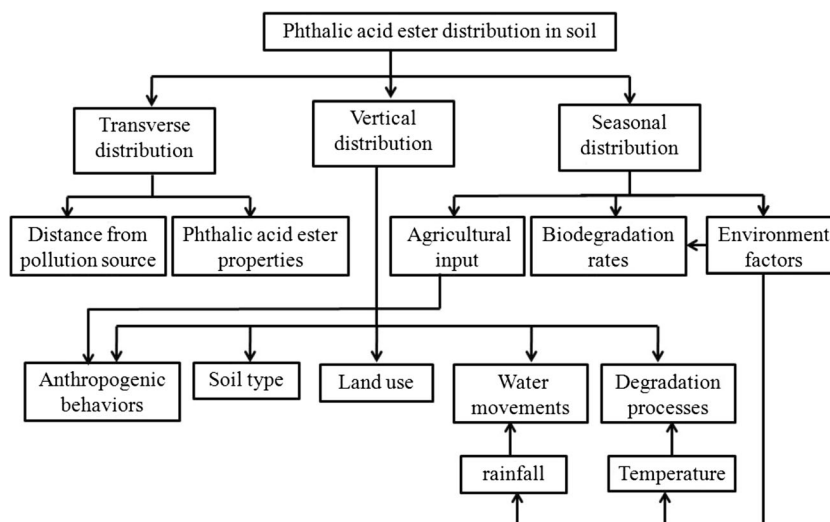 Phthalic acid ester distribution in soil
Transverse
distribution
Vertical
distribution
Seasonal
distribution
Distance from
pollution source
Phthalic acid ester
properties
Agricultural
input
Biodegradation
rates
Environment
factors
Anthropogenic
behaviors
Soil type
Land use
Water
movements
Degradation
processes
rainfall
Temperature